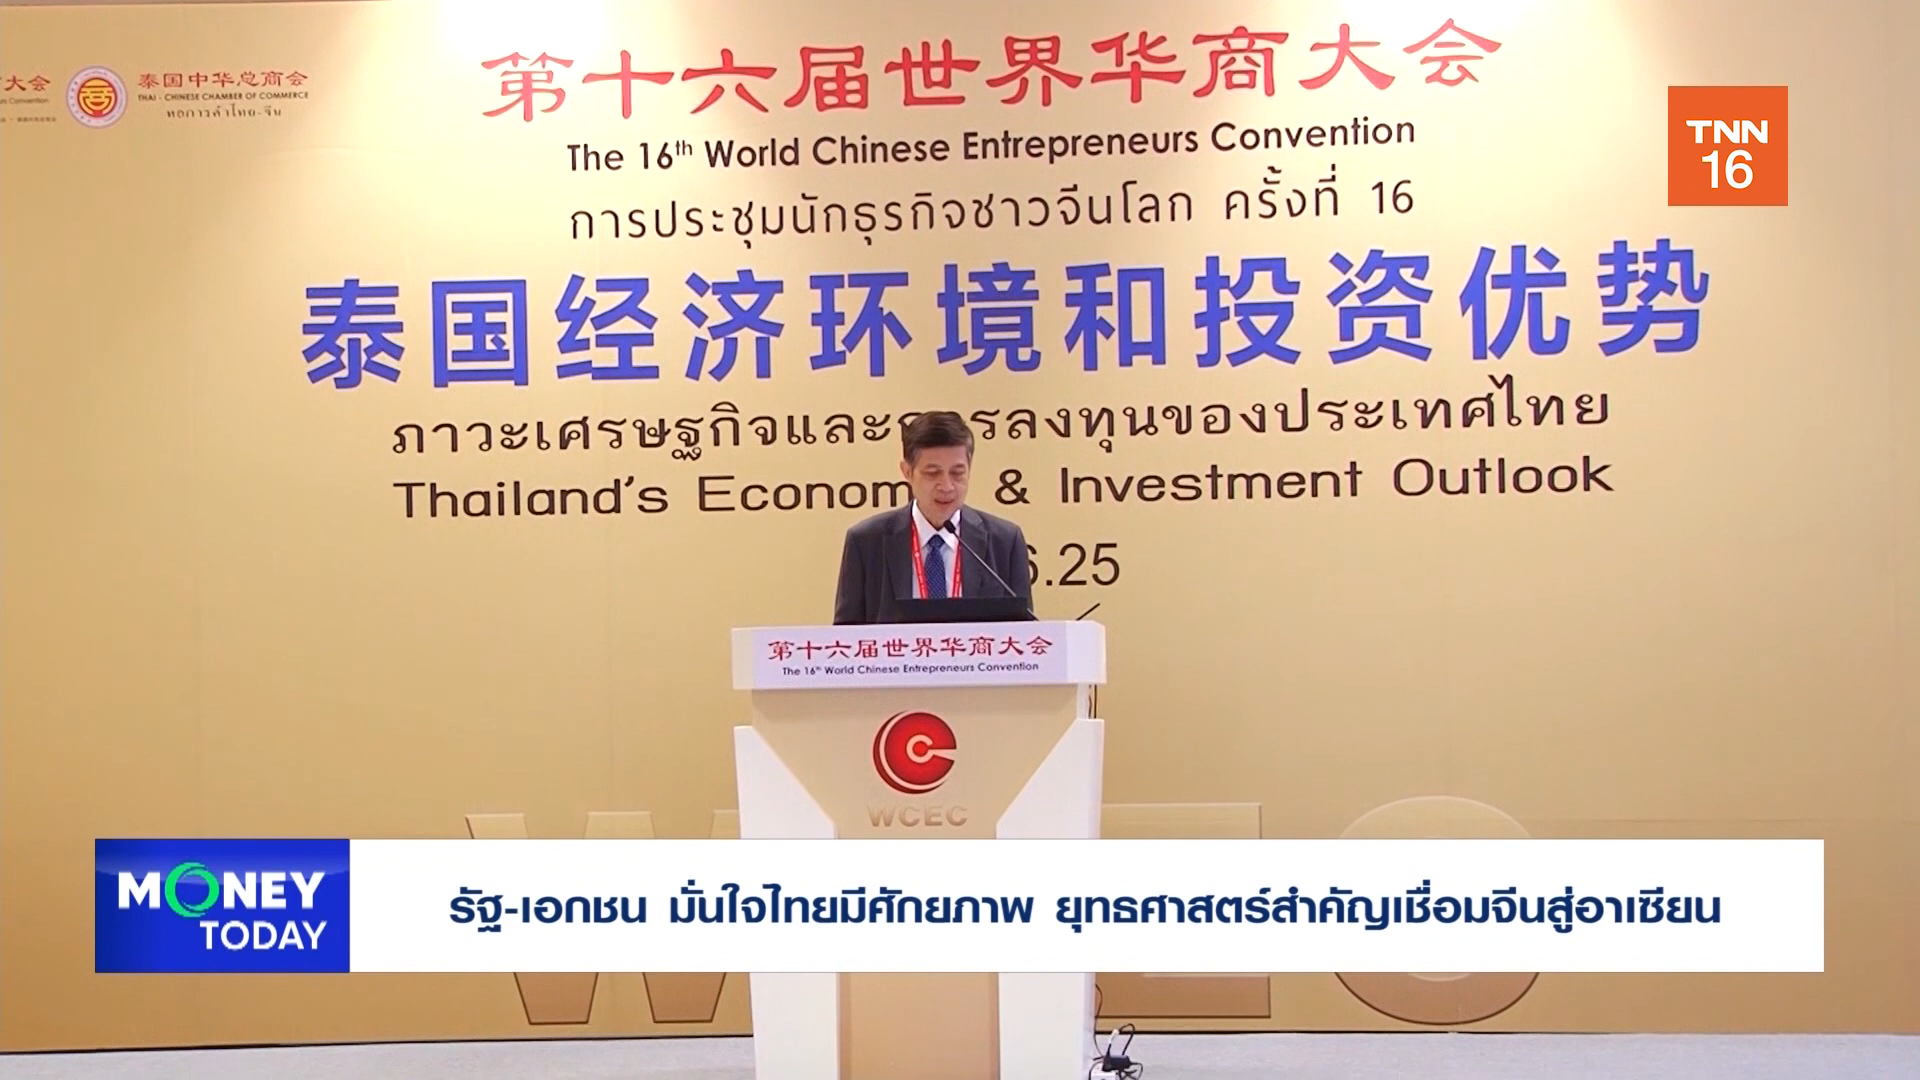 大会
泰国中华总商会
THAI - CHINESE CHAMBER OF COMMERCE
หอการค้าไทย-จีน
第十六届世界华商大会
The 16th World Chinese Entrepreneurs Convention
การประชุมนักธุรกิจชาวจีนโลก ครั้งที่ 16
TNN
16
泰国经济环境和投资优势
ภาวะเศรษฐกิจและการลงทุนของประเทศไทย
Thailand's Econom & Investment Outlook
6.25
第十六届世界华商大会
The 16th World Chinese Entrepreneurs Convention
WCEC
MONEY
TODAY
รัฐ-เอกชน มั่นใจไทยมีศักยภาพ ยุทธศาสตร์สำคัญเชื่อมจีนสู่อาเซียน